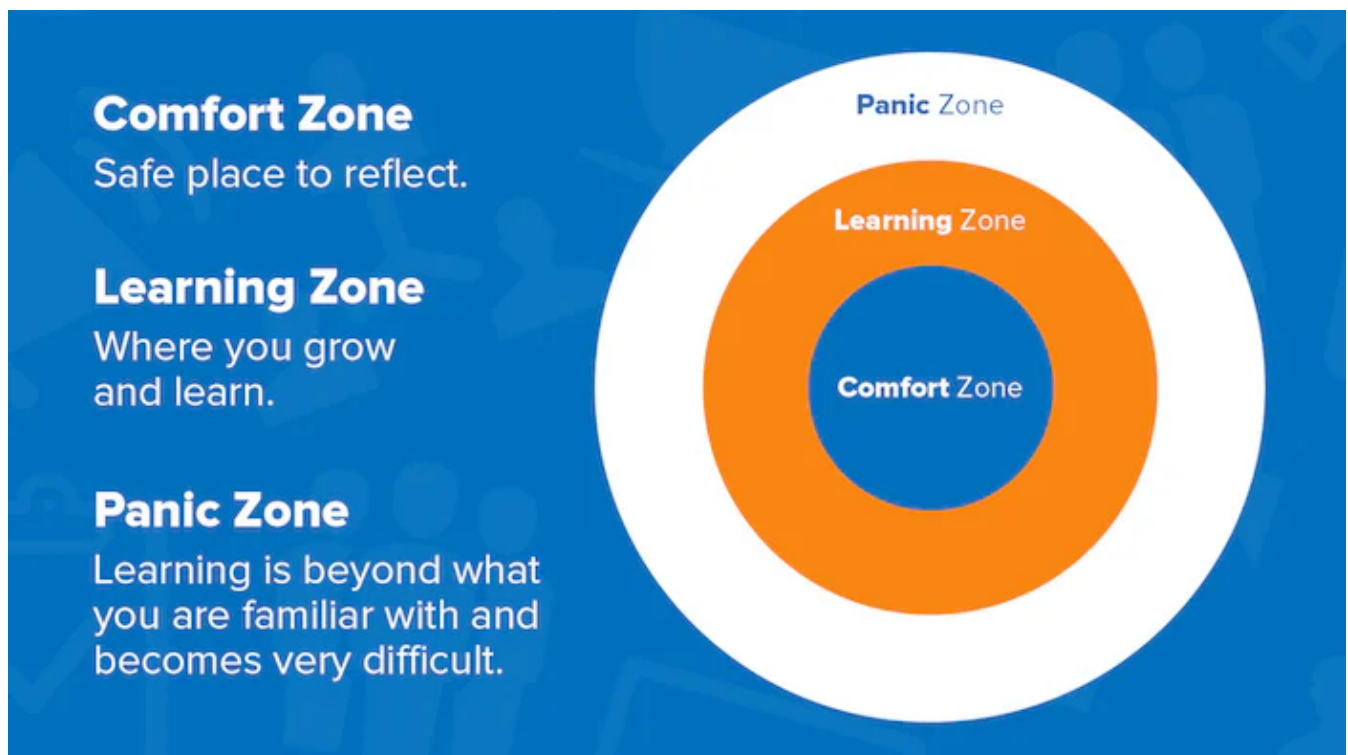 Comfort Zone
Safe place to reflect.
Learning Zone
Where you grow
and learn.
Panic Zone
Learning is beyond what
you are familiar with and
becomes very difficult.
Panic Zone
Learning Zone
Comfort Zone